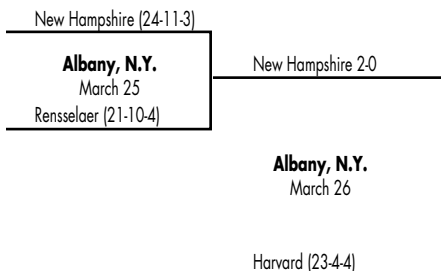 New Hampshire (24-11-3)
Albany, N.Y.
March 25
Rensselaer (21-10-4)
New Hampshire 2-0
Albany, N.Y.
March 26
Harvard (23-4-4)